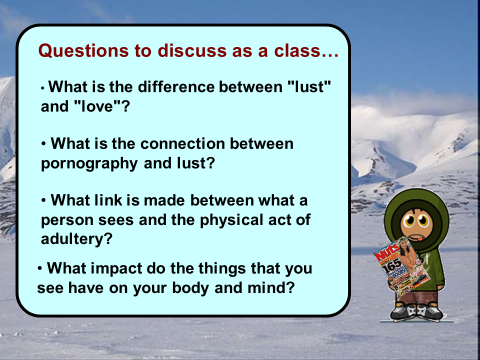 Questions to discuss as a class…
• What is the difference between "lust"
and "love"?
• What is the connection between
pornography and lust?
• What link is made between what a
person sees and the physical act of
adultery?
• What impact do the things that you
see have on your body and mind?
Nuts
165